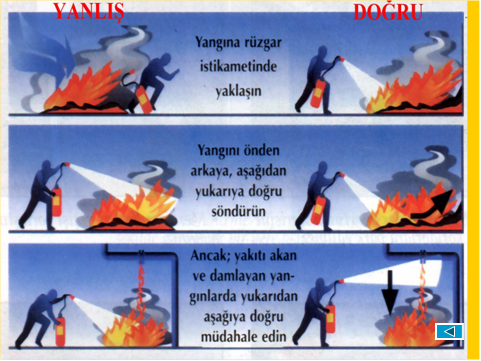 YANLIŞ
DOĞRU
Yangına rüzgar
istikametinde
yaklaşın
Yangını önden
arkaya, aşağıdan
yukarıya doğru
söndürün
Ancak; yakıtı akan
ve damlayan yan-
gınlarda yukarıdan
aşağıya doğru
müdahale edin